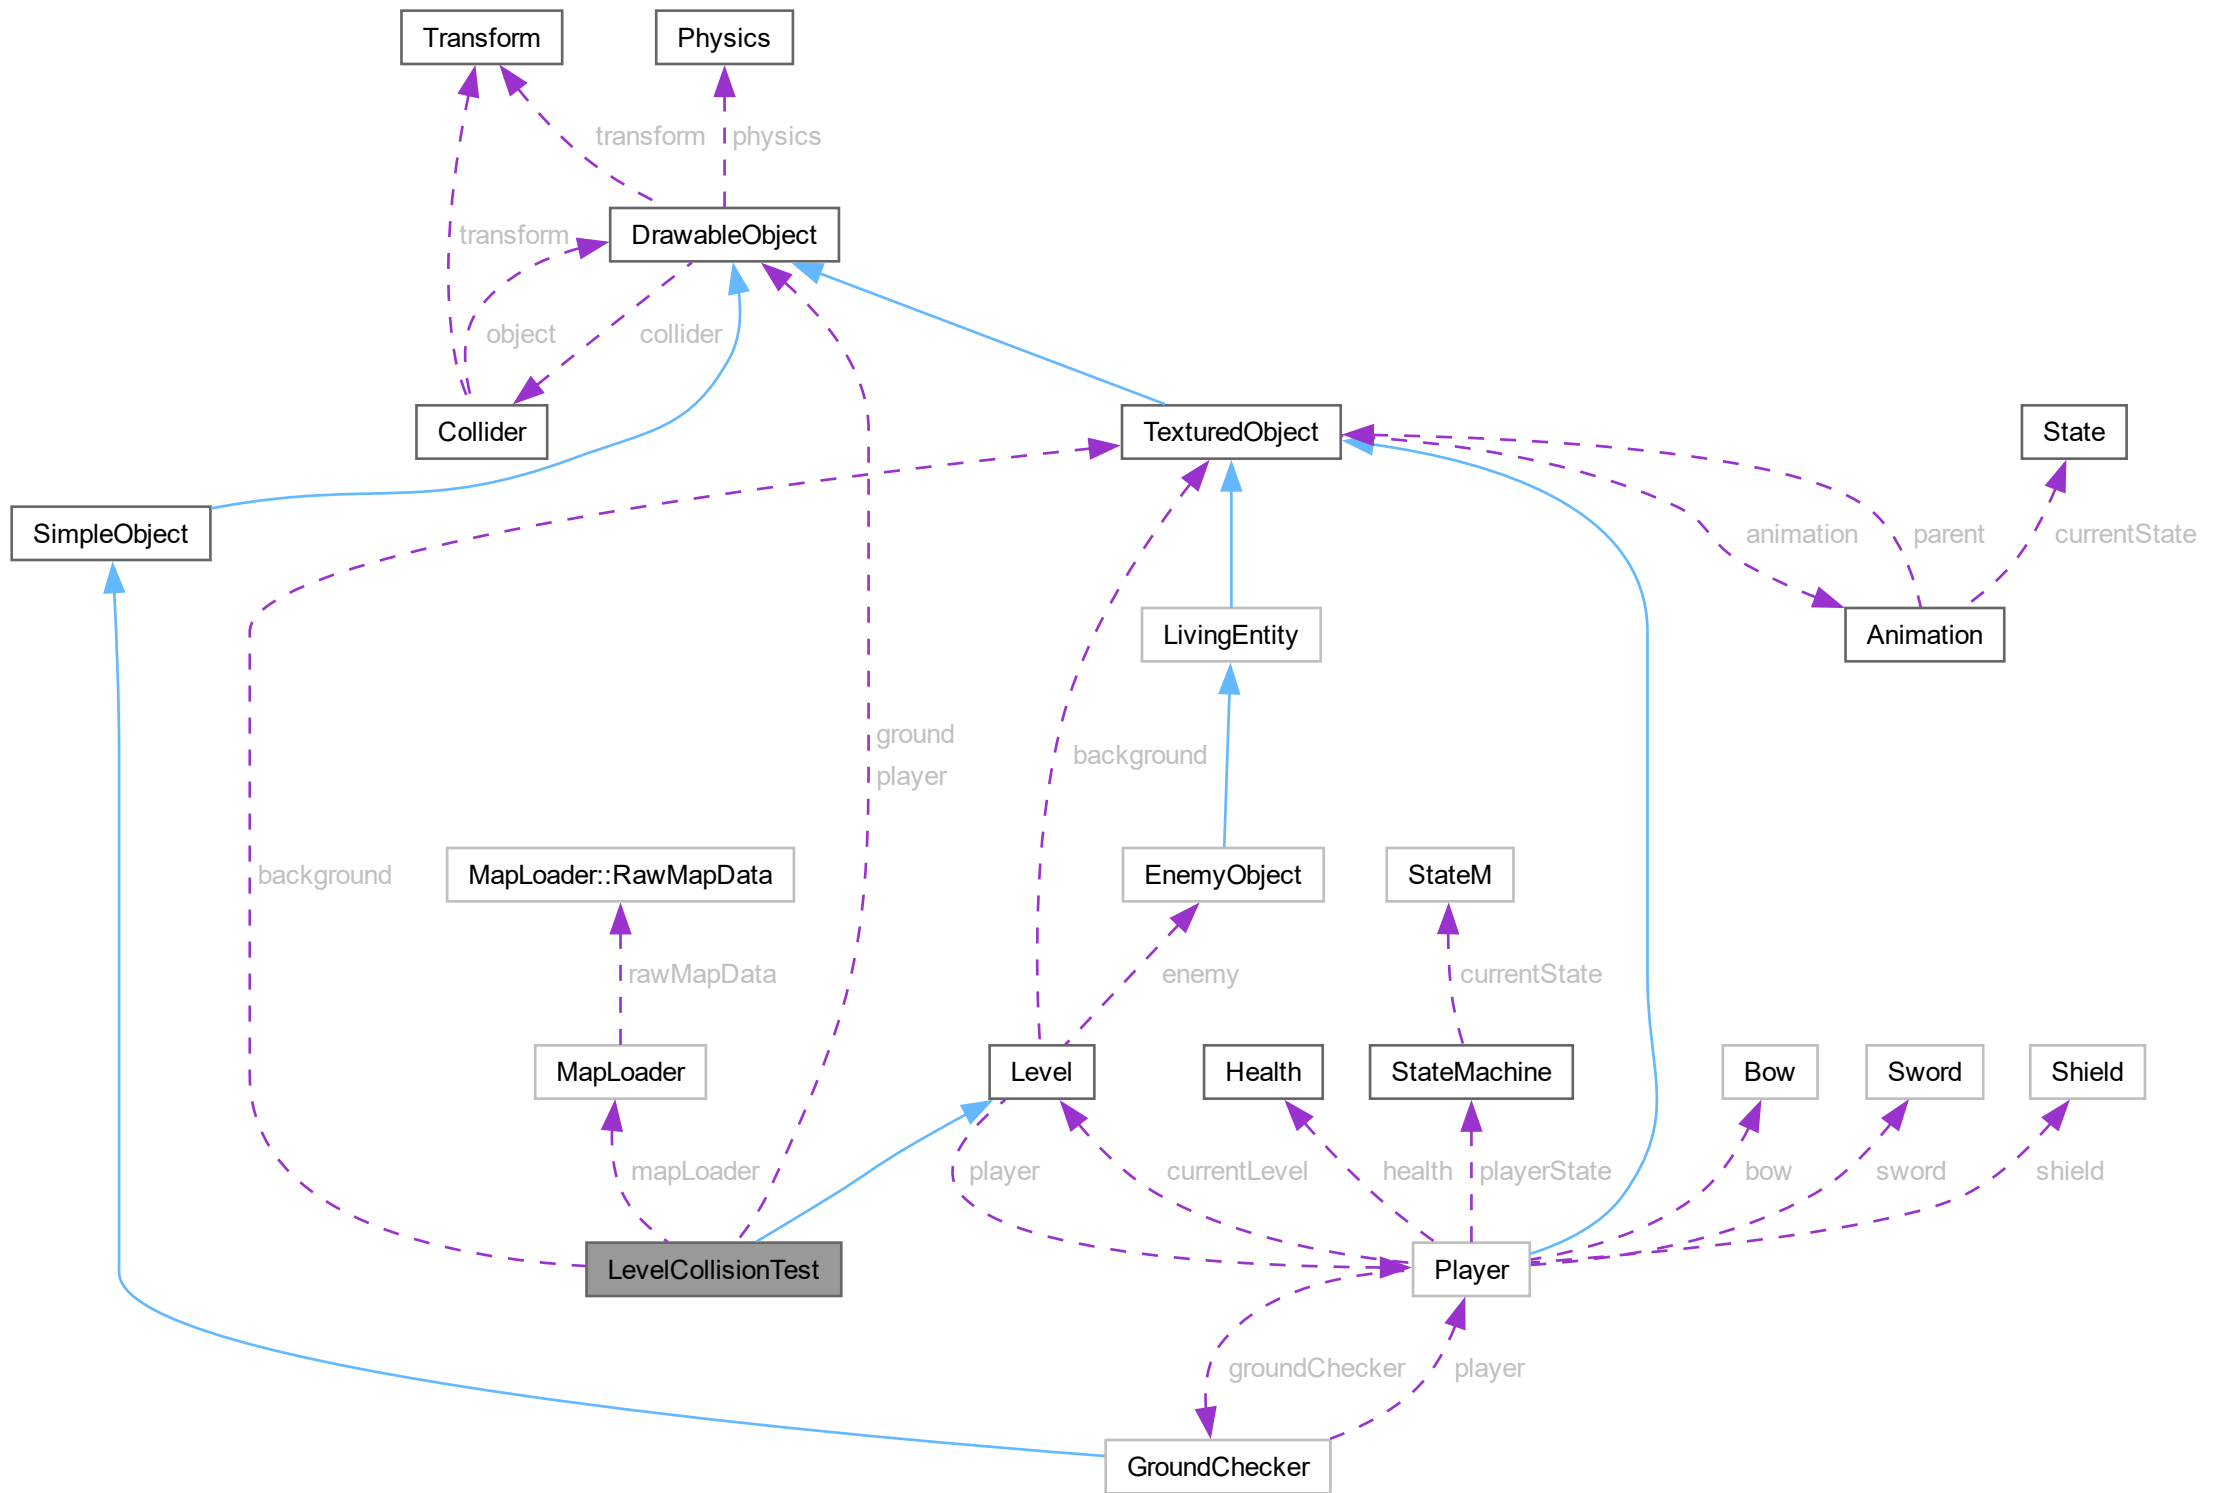 Transform
Physics
transform
physics
DrawableObject
transform
object
collider
Collider
TexturedObject
State
SimpleObject
animation
parent
currentState
LivingEntity
Animation
ground
player
background
background
MapLoader::RawMapData
EnemyObject
StateM
rawMapData
enemy
currentState
MapLoader
Level
Health
StateMachine
Bow
Sword
Shield
mapLoader
player
currentLevel
health
playerState
bow
sword
shield
LevelCollisionTest
Player
groundChecker
player
GroundChecker